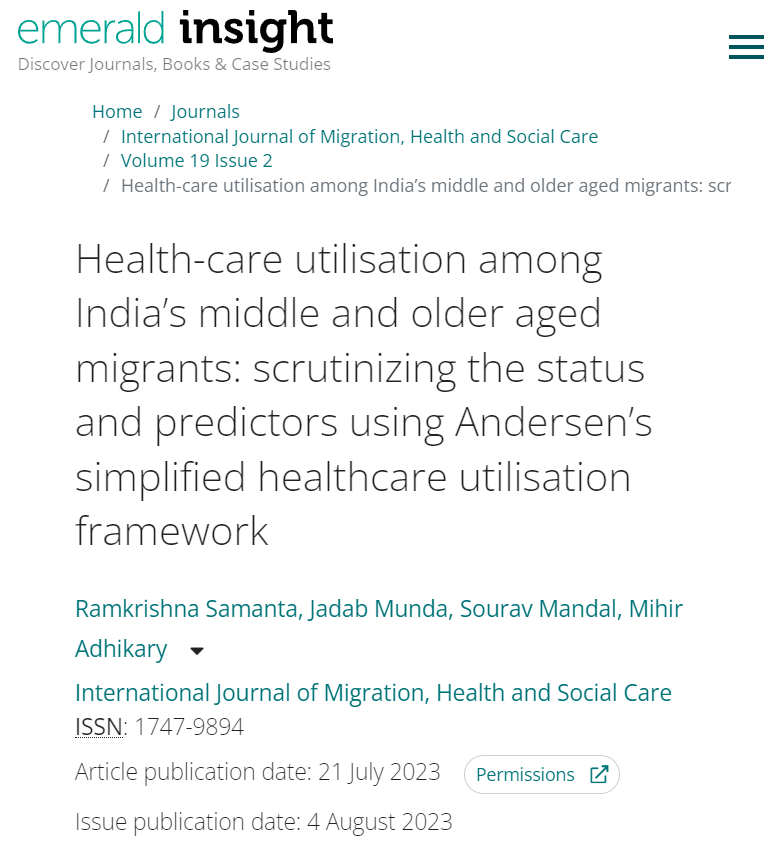 emerald insight
Discover Journals, Books & Case Studies
Home / Journals
/ International Journal of Migration, Health and Social Care
/ Volume 19 Issue 2
/ Health-care utilisation among India’s middle and older aged migrants: scr
Health-care utilisation among
India’s middle and older aged
migrants: scrutinizing the status
and predictors using Andersen’s
simplified healthcare utilisation
framework
Ramkrishna Samanta, Jadab Munda, Sourav Mandal, Mihir
Adhikary
International Journal of Migration, Health and Social Care
ISSN: 1747-9894
Article publication date: 21 July 2023 Permissions
Issue publication date: 4 August 2023